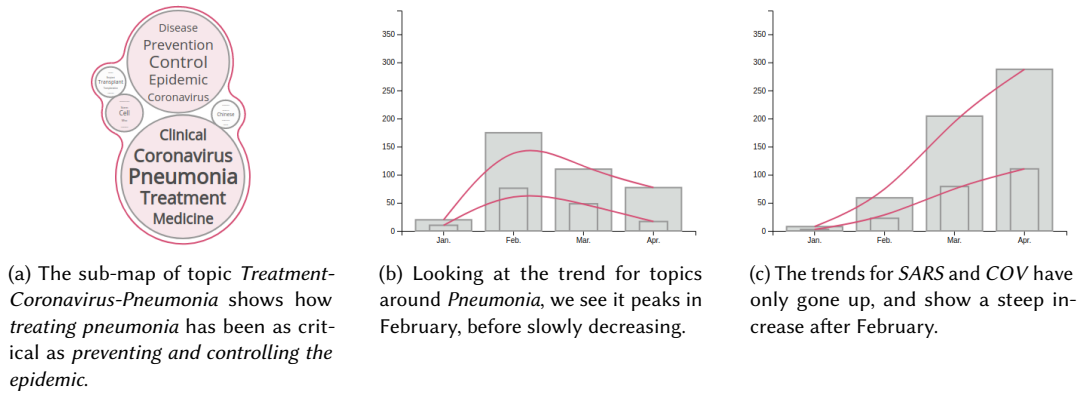 Disease
Prevention
Control
Epidemic
Coronavirus
Transplant
Cell
Chinese
Clinical
Coronavirus
Pneumonia
Treatment
Medicine
350
300
250
200
150
100
50
0
Jan. Feb. Mar. Apr.
350
300
250
200
150
100
50
0
Jan. Feb. Mar. Apr.
(a) The sub-map of topic Treatment-
Coronavirus-Pneumonia shows how
treating pneumonia has been as crit-
ical as preventing and controlling the
epidemic.
(b) Looking at the trend for topics
around Pneumonia, we see it peaks in
February, before slowly decreasing.
(c) The trends for SARS and COV have
only gone up, and show a steep in-
crease after February.